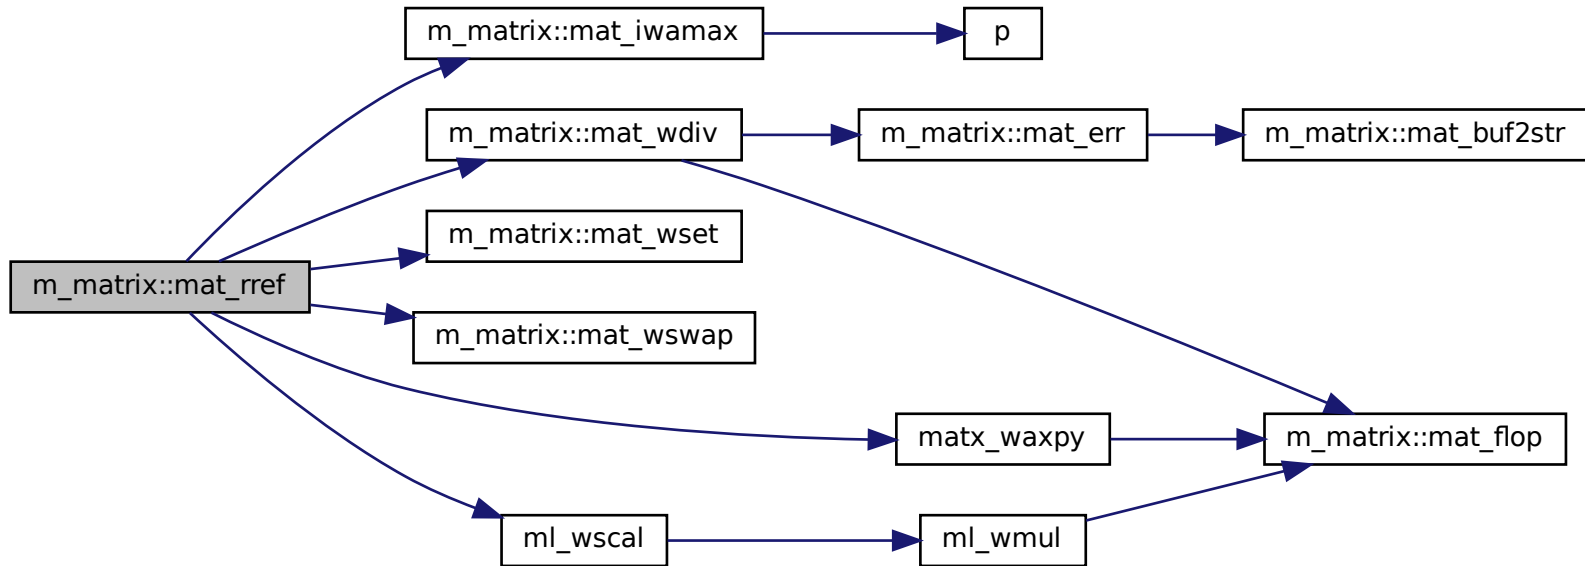 m_matrix::mat_iwamax
p
m_matrix::mat_wdiv
m_matrix::mat_err
m_matrix::mat_buf2str
m_matrix::mat_wset
m_matrix::mat_rref
m_matrix::mat_wswap
matx_waxpy
m_matrix::mat_flop
ml_wscal
ml_wmul